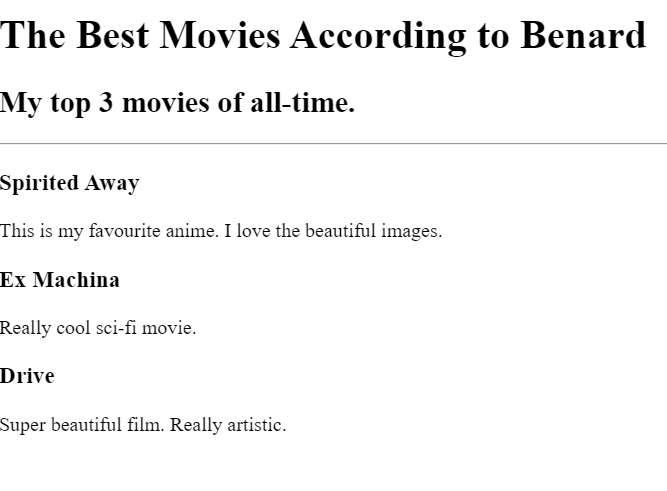 The Best Movies According to Benard
My top 3 movies of all-time.
Spirited Away
This is my favourite anime. I love the beautiful images.
Ex Machina
Really cool sci-fi movie.
Drive
Super beautiful film. Really artistic.